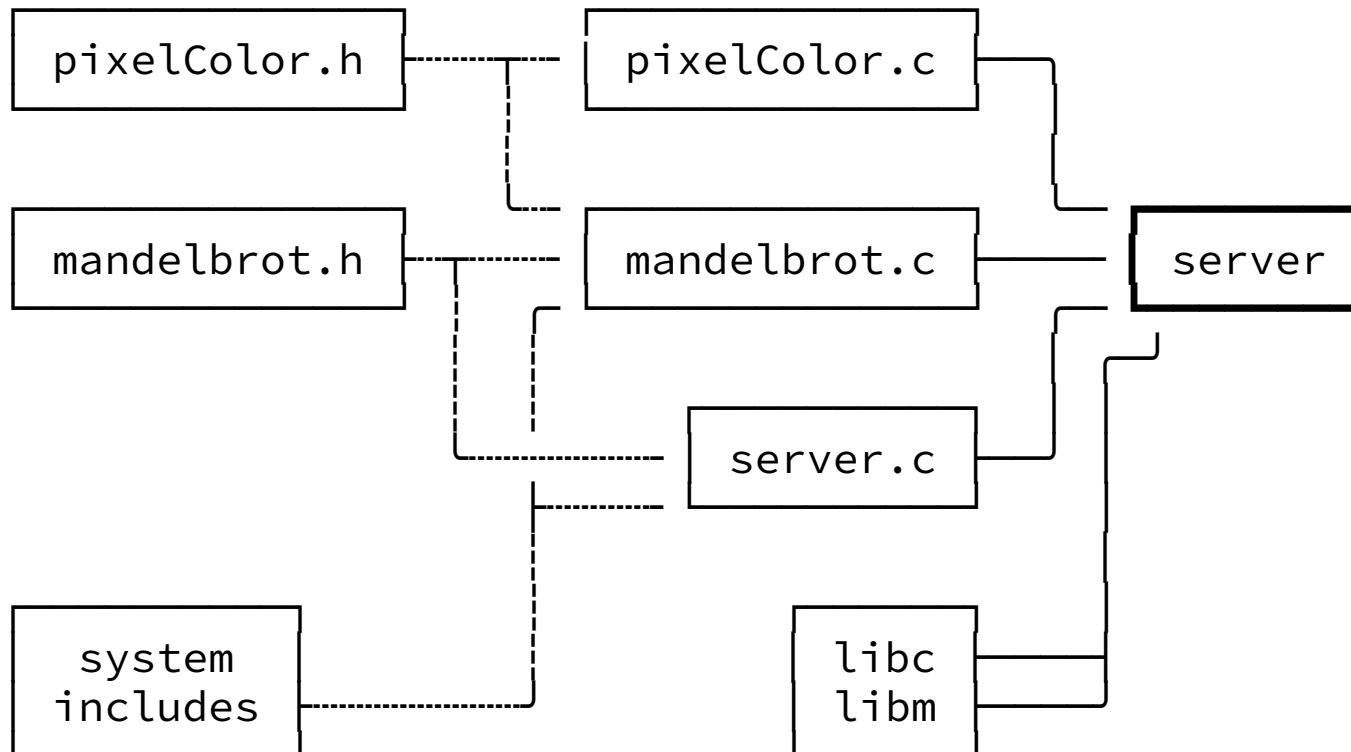 pixelColor.h
pixelColor.c
mandelbrot.h
mandelbrot.c
server
server.c
system
includes
libc
libm